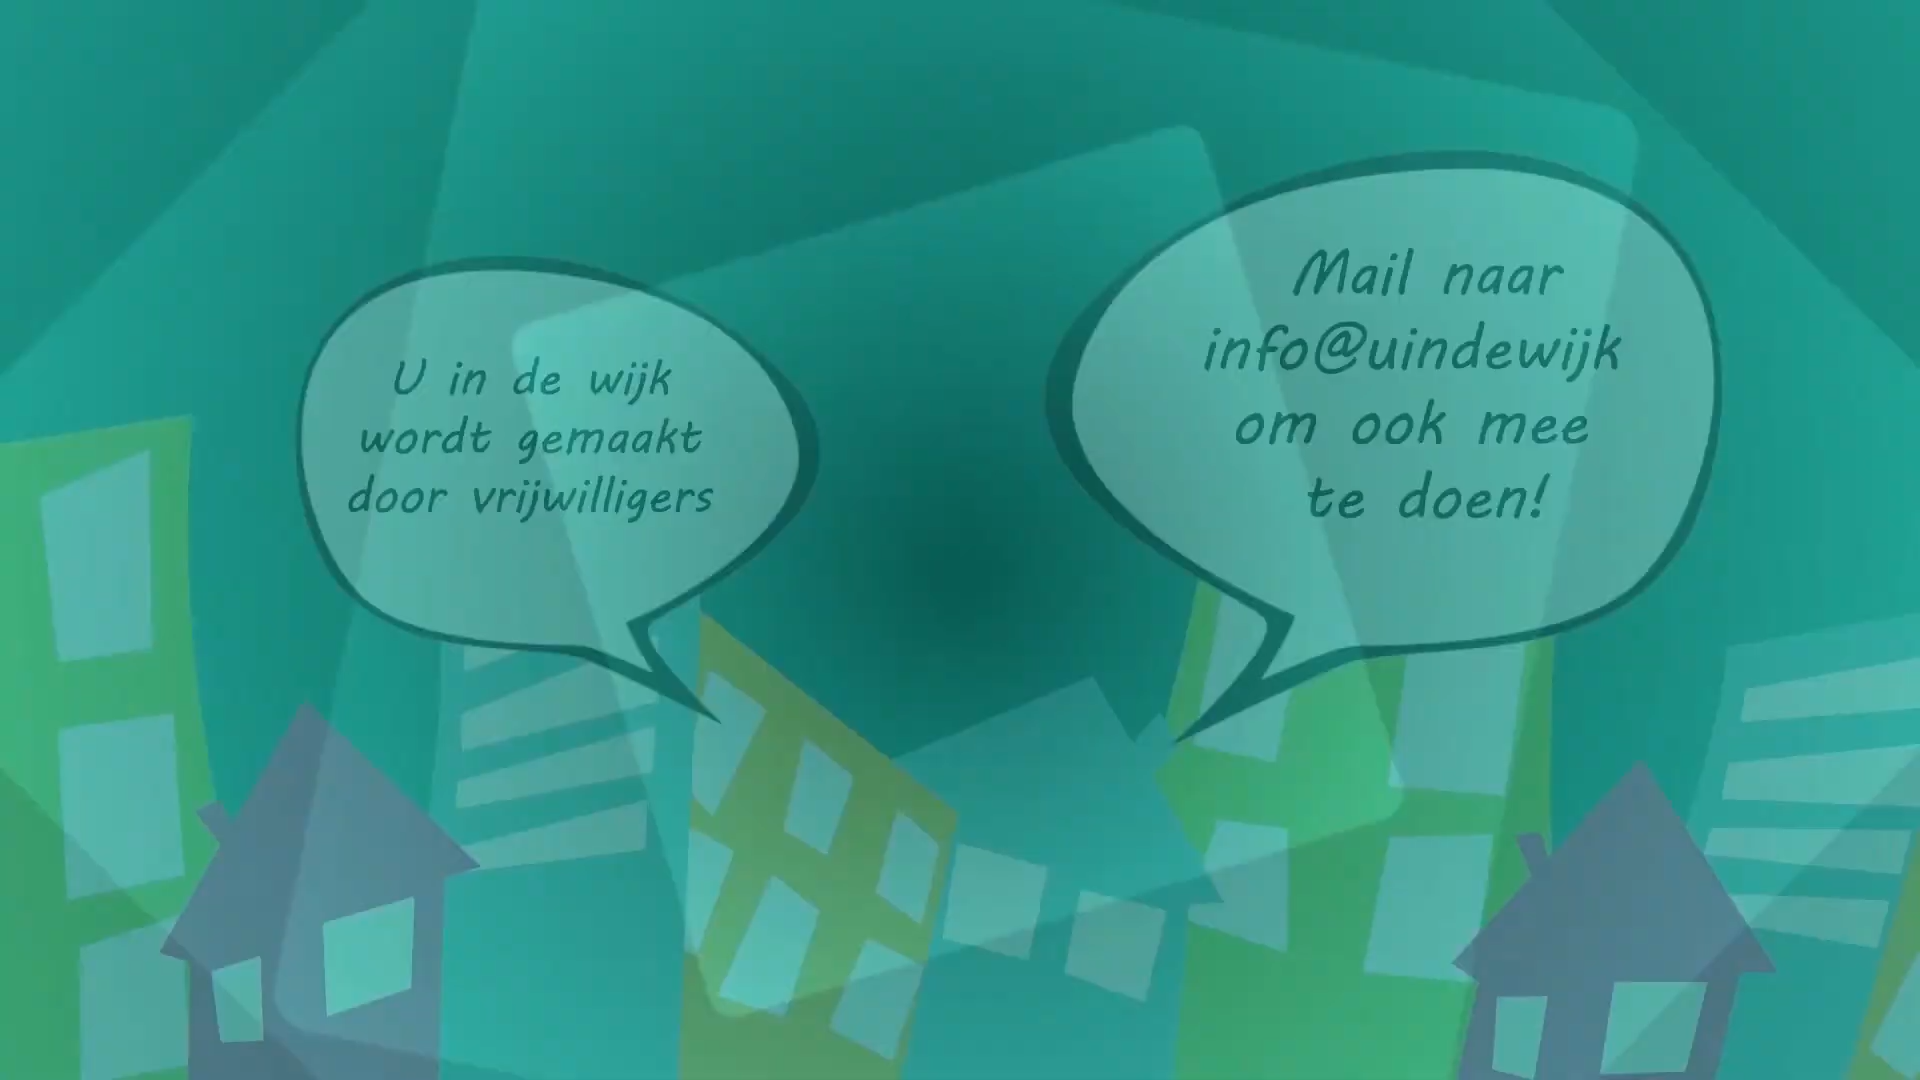 U in de wijk
wordt gemaakt
door vrijwilligers
Mail naar
info@uindewijk
om ook mee
te doen!